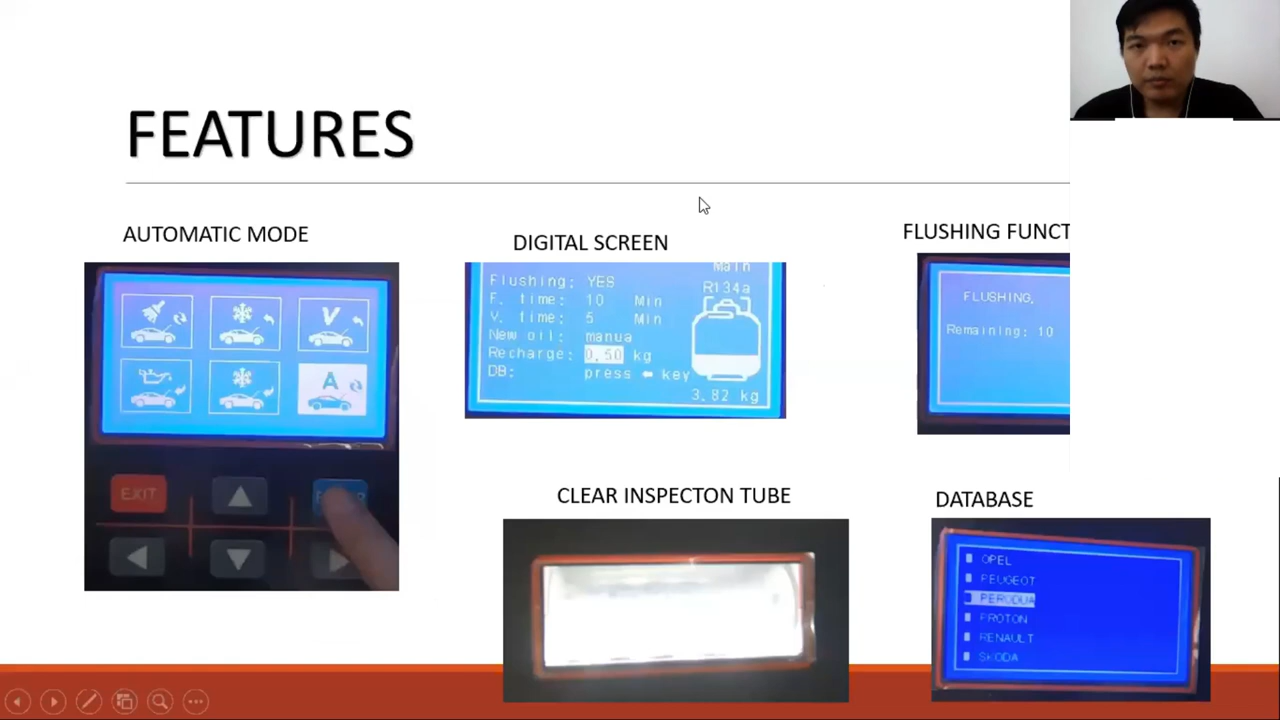 FEATURES
AUTOMATIC MODE
EXIT
DIGITAL SCREEN
Main
Flushing: YES
R134a
F. time: 10 Min
V. time: 5 Min
New oil: manua
Recharge: 0.50 kg
DB: press ⬅ key
3.82 kg
A
V
FLUSHING FUNCT
FLUSHING.
Remaining: 10
CLEAR INSPECTON TUBE
DATABASE
OPEL
PEUGEOT
PERODUA
PROTON
RENAULT
SKODA